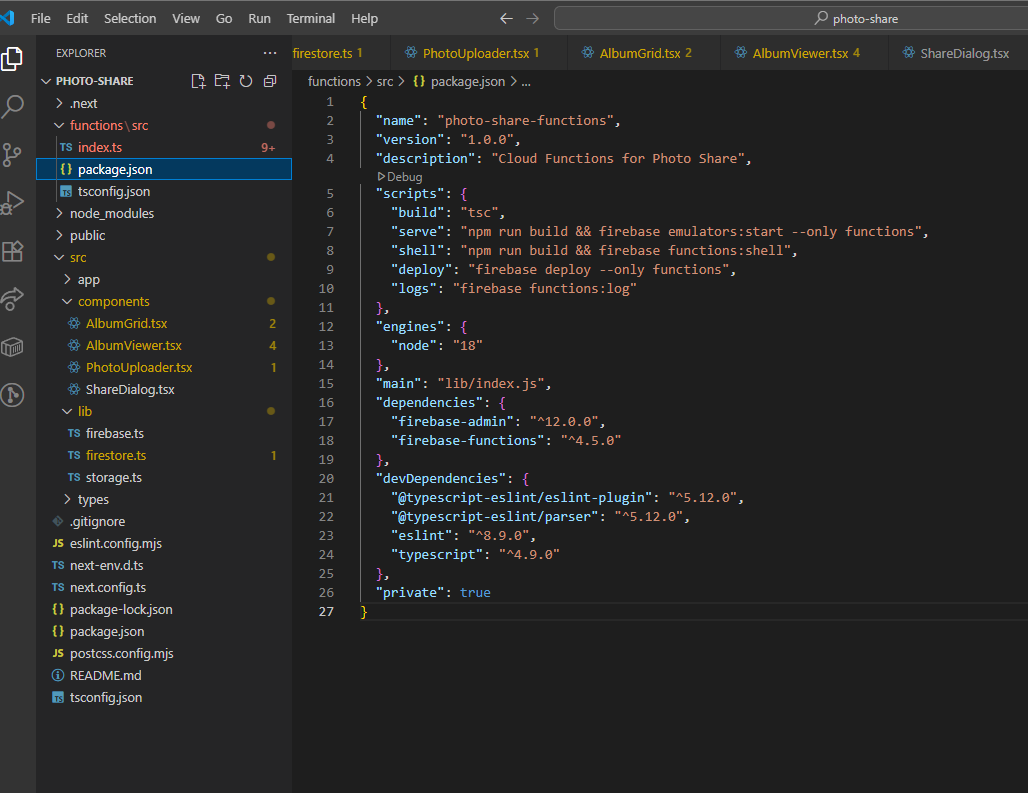 File Edit Selection View Go Run Terminal Help
photo-share
EXPLORER
firestore.ts 1
PhotoUploader.tsx 1
AlbumGrid.tsx 2
AlbumViewer.tsx 4
ShareDialog.tsx
PHOTO-SHARE
.next
functions\src
TS index.ts 9+
{} package.json
TS tsconfig.json
node_modules
public
src
app
components
AlbumGrid.tsx 2
AlbumViewer.tsx 4
PhotoUploader.tsx 1
ShareDialog.tsx
lib
TS firebase.ts
TS firestore.ts 1
TS storage.ts
types
.gitignore
JS eslint.config.mjs
TS next-env.d.ts
TS next.config.ts
{} package-lock.json
{} package.json
JS postcss.config.mjs
README.md
TS tsconfig.json
functions > src > {} package.json > ...
1 {
2 "name": "photo-share-functions",
3 "version": "1.0.0",
4 "description": "Cloud Functions for Photo Share",
Debug
5 "scripts": {
6 "build": "tsc",
7 "serve": "npm run build && firebase emulators:start --only functions",
8 "shell": "npm run build && firebase functions:shell",
9 "deploy": "firebase deploy --only functions",
10 "logs": "firebase functions:log"
11 },
12 "engines": {
13 "node": "18"
14 },
15 "main": "lib/index.js",
16 "dependencies": {
17 "firebase-admin": "^12.0.0",
18 "firebase-functions": "^4.5.0"
19 },
20 "devDependencies": {
21 "@typescript-eslint/eslint-plugin": "^5.12.0",
22 "@typescript-eslint/parser": "^5.12.0",
23 "eslint": "^8.9.0",
24 "typescript": "^4.9.0"
25 },
26 "private": true
27 }